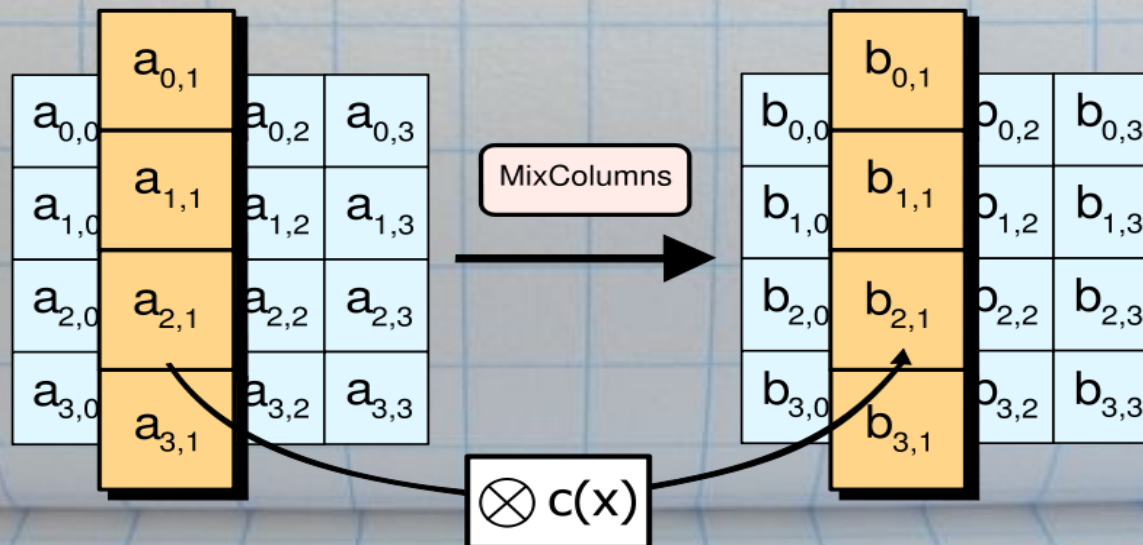 a0,1
a0,0 a0,2 a0,3
a1,1
a1,0 a1,2 a1,3
a2,1
a2,0 a2,2 a2,3
a3,1
a3,0 a3,2 a3,3
MixColumns
b0,1
b0,0 b0,2 b0,3
b1,1
b1,0 b1,2 b1,3
b2,1
b2,0 b2,2 b2,3
b3,1
b3,0 b3,2 b3,3
⊗ c(x)